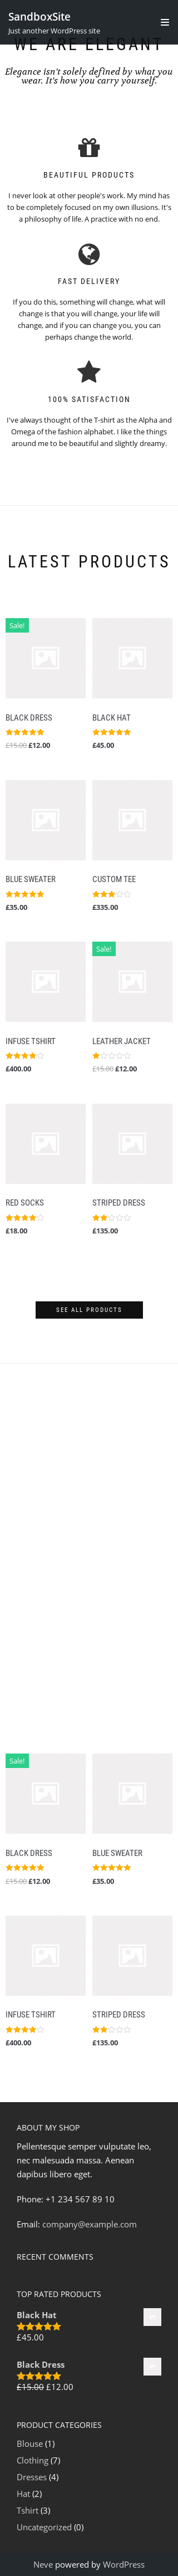 SandboxSite
Just another WordPress site
WE ARE ELEGANT
Elegance isn't solely defined by what you
wear. It's how you carry yourself.
BEAUTIFUL PRODUCTS
I never look at other people's work. My mind has
to be completely focused on my own illusions. It's
a philosophy of life. A practice with no end.
FAST DELIVERY
If you do this, something will change, what will
change is that you will change, your life will
change, and if you can change you, you can
perhaps change the world.
100% SATISFACTION
I've always thought of the T-shirt as the Alpha and
Omega of the fashion alphabet. I like the things
around me to be beautiful and slightly dreamy.
LATEST PRODUCTS
Sale!
BLACK DRESS
£15.00 £12.00
BLACK HAT
£45.00
BLUE SWEATER
£35.00
CUSTOM TEE
£335.00
INFUSE TSHIRT
£400.00
Sale!
LEATHER JACKET
£15.00 £12.00
RED SOCKS
£18.00
STRIPED DRESS
£135.00
SEE ALL PRODUCTS
Sale!
BLACK DRESS
£15.00 £12.00
BLUE SWEATER
£35.00
INFUSE TSHIRT
£400.00
STRIPED DRESS
£135.00
ABOUT MY SHOP
Pellentesque semper vulputate leo,
nec malesuada massa. Aenean
dapibus libero eget.
Phone: +1 234 567 89 10
Email: company@example.com
RECENT COMMENTS
TOP RATED PRODUCTS
Black Hat
£45.00
Black Dress
£15.00 £12.00
PRODUCT CATEGORIES
Blouse (1)
Clothing (7)
Dresses (4)
Hat (2)
Tshirt (3)
Uncategorized (0)
Neve powered by WordPress